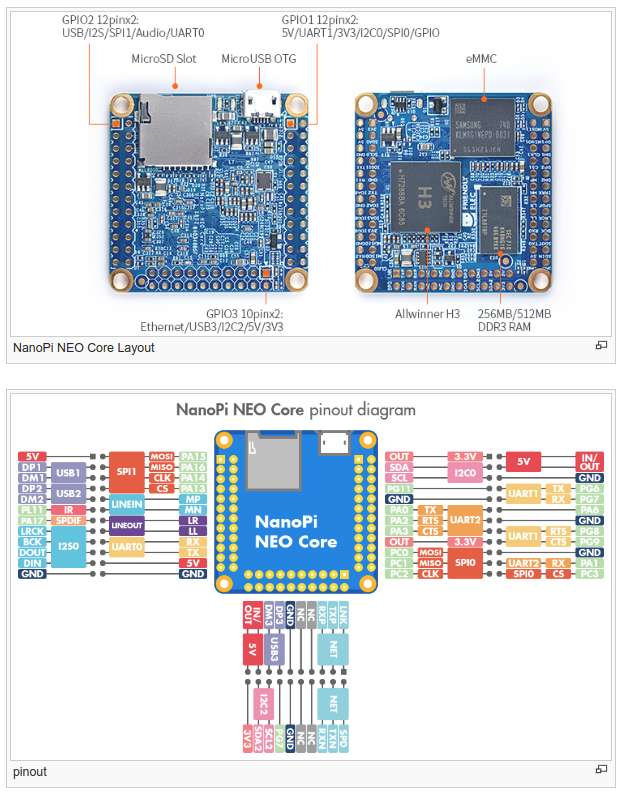 GPIO2 12pinx2:
USB/I2S/SPI1/Audio/UART0
GPIO1 12pinx2:
5V/UART1/3V3/I2C0/SPI0/GPIO
MicroSD Slot
MicroUSB OTG
eMMC
SAMSUNG
H3
FRIENDLY
ELEC
GPIO3 10pinx2:
Ethernet/USB3/I2C2/5V/3V3
Allwinner H3
256MB/512MB
DDR3 RAM
NanoPi NEO Core Layout
NanoPi NEO Core pinout diagram
5V
DP1
DM1
DP2
DM2
PL11
PA17
LRCK
BCK
DOUT
DIN
GND
USB1
USB2
IR
SPDIF
I2S0
SPI1
LINEIN
LINEOUT
UART0
MOSI
MISO
CLK
CS
PA15
PA16
PA14
PA13
MP
MN
LR
LL
RX
TX
5V
GND
NanoPi
NEO Core
OUT
SDA
SCL
PG11
GND
PA0
PA2
PA3
OUT
PC0
PC1
PC2
3.3V
I2C0
TX
RTS
CTS
UART2
3.3V
MOSI
MISO
CLK
SPI0
5V
UART1
TX
RX
UART1
RTS
CTS
UART2
RX
SPI0
CS
IN/
OUT
GND
PG6
PG7
PA6
GND
PG8
PG9
GND
PA1
PC3
IN/
OUT
DM3
DP3
GND
NC
NC
RXP
TXP
LINK
5V
USB3
NET
I2C2
NET
3V3
SDA2
SCL2
PG7
GND
NC
NC
RXN
TXN
SPD
pinout